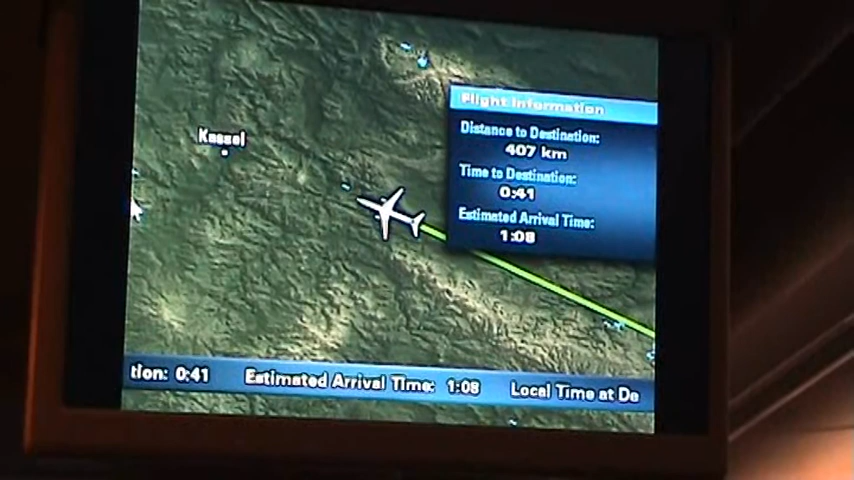 Kassel
Flight Information
Distance to Destination:
407 km
Time to Destination:
0:41
Estimated Arrival Time:
1:08
tion: 0:41 Estimated Arrival Time: 1:08 Local Time at De